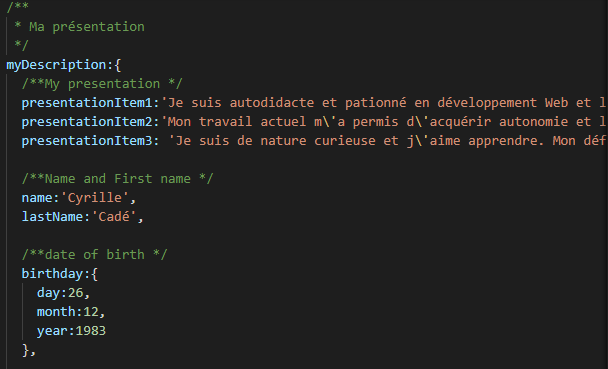 /**
* Ma présentation
*/
myDescription:{
/**My presentation */
presentationItem1:'Je suis autodidacte et pationné en développement Web et l
presentationItem2:'Mon travail actuel m\'a permis d\'acquérir autonomie et l
presentationItem3: 'Je suis de nature curieuse et j\'aime apprendre. Mon déf
/**Name and First name */
name:'Cyrille',
lastName:'Cadé',
/**date of birth */
birthday:{
day:26,
month:12,
year:1983
},